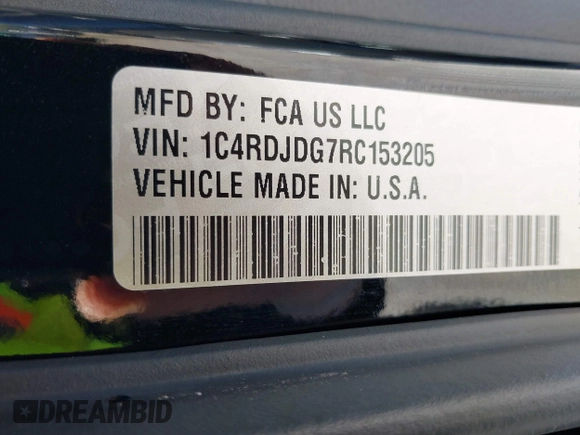 MFD BY: FCA US LLC
VIN: 1C4RDJDG7RC153205
VEHICLE MADE IN: U.S.A.
DREAMBID